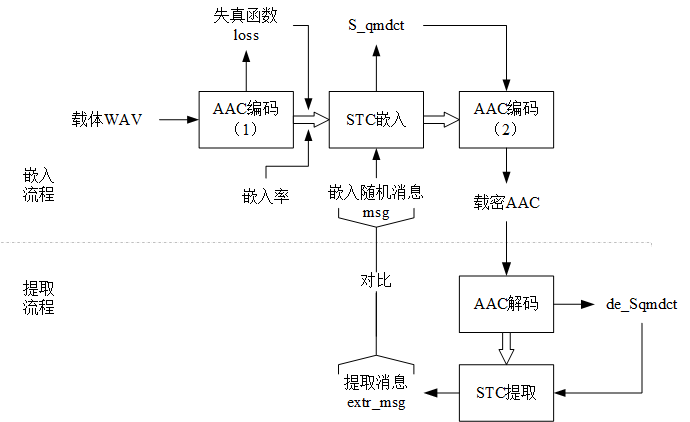 失真函数
loss
S_qmdct
载体WAV
AAC编码
（1）
STC嵌入
AAC编码
（2）
嵌入
流程
嵌入率
嵌入随机消息
msg
载密AAC
提取
流程
对比
AAC解码
de_Sqmdct
提取消息
extr_msg
STC提取